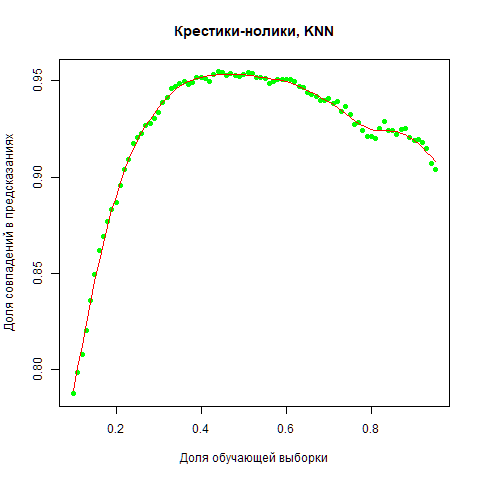 Крестики-нолики, KNN
Доля совпадений в предсказаниях
0.95
0.90
0.85
0.80
0.2 0.4 0.6 0.8
Доля обучающей выборки